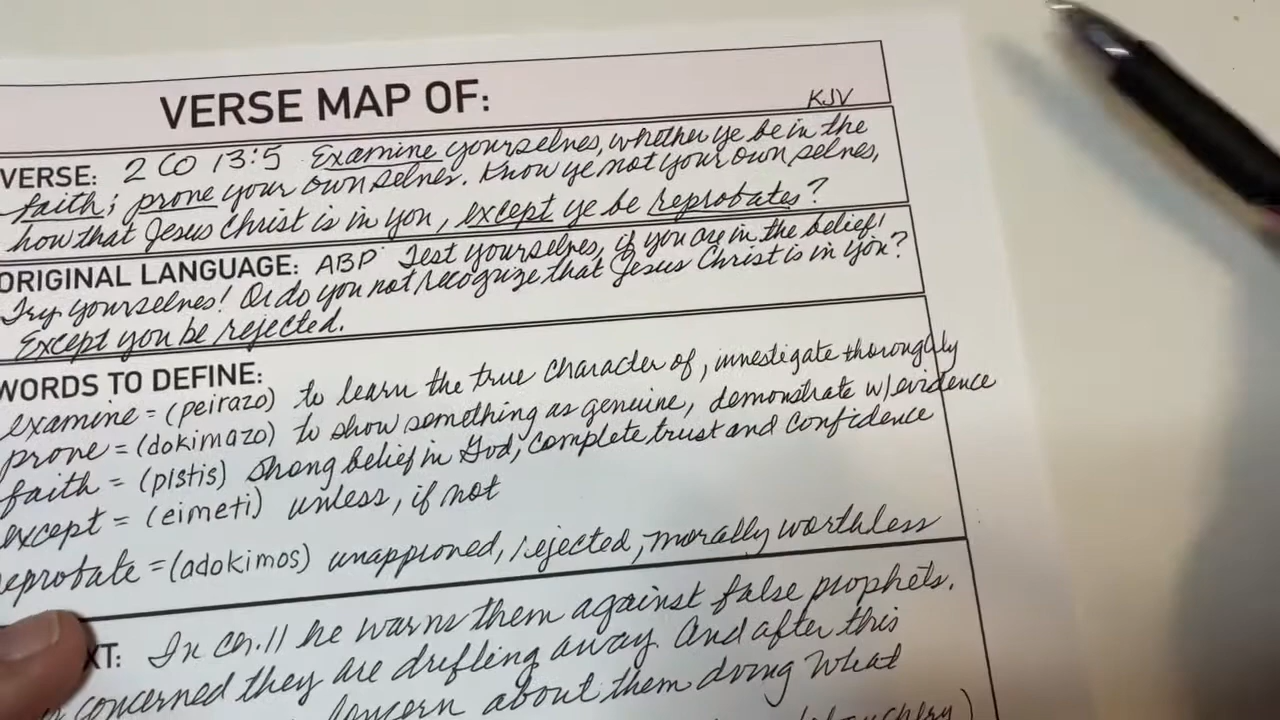 VERSE MAP OF:
KJV
VERSE: 2 CO 13:5 Examine yourselves, whether ye be in the
faith; prove your own selves. Know ye not your own selves,
how that Jesus Christ is in you, except ye be reprobates?
ORIGINAL LANGUAGE: ABP Test yourselves, if you are in the belief!
Try yourselves! Or do you not recognize that Jesus Christ is in you?
Except you be rejected.
WORDS TO DEFINE:
examine = (peirazo) to learn the true character of, investigate thoroughly
prove = (dokimazo) to show something as genuine, demonstrate w/evidence
faith = (pistis) strong belief in God, complete trust and confidence
except = (eimeti) unless, if not
reprobate = (adokimos) unapproved, rejected, morally worthless
XT: In Ch.11 he warns them against false prophets.
concerned they are drifting away. And after this
concern about them doing what